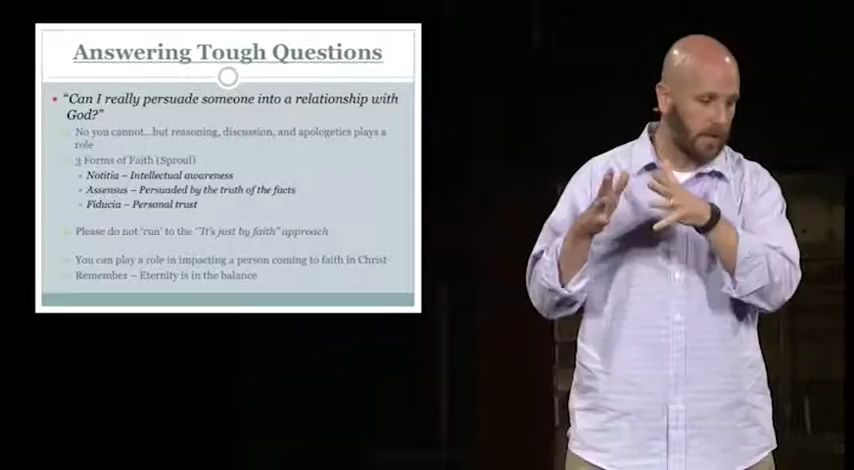 Answering Tough Questions
"Can I really persuade someone into a relationship with
God?"
No you cannot...but reasoning, discussion, and apologetics plays a
role
3 Forms of Faith (Sproul)
Notitia – Intellectual awareness
Assensus – Persuaded by the truth of the facts
Fiducia – Personal trust
Please do not 'run' to the "It's just by faith" approach
You can play a role in impacting a person coming to faith in Christ
Remember – Eternity is in the balance